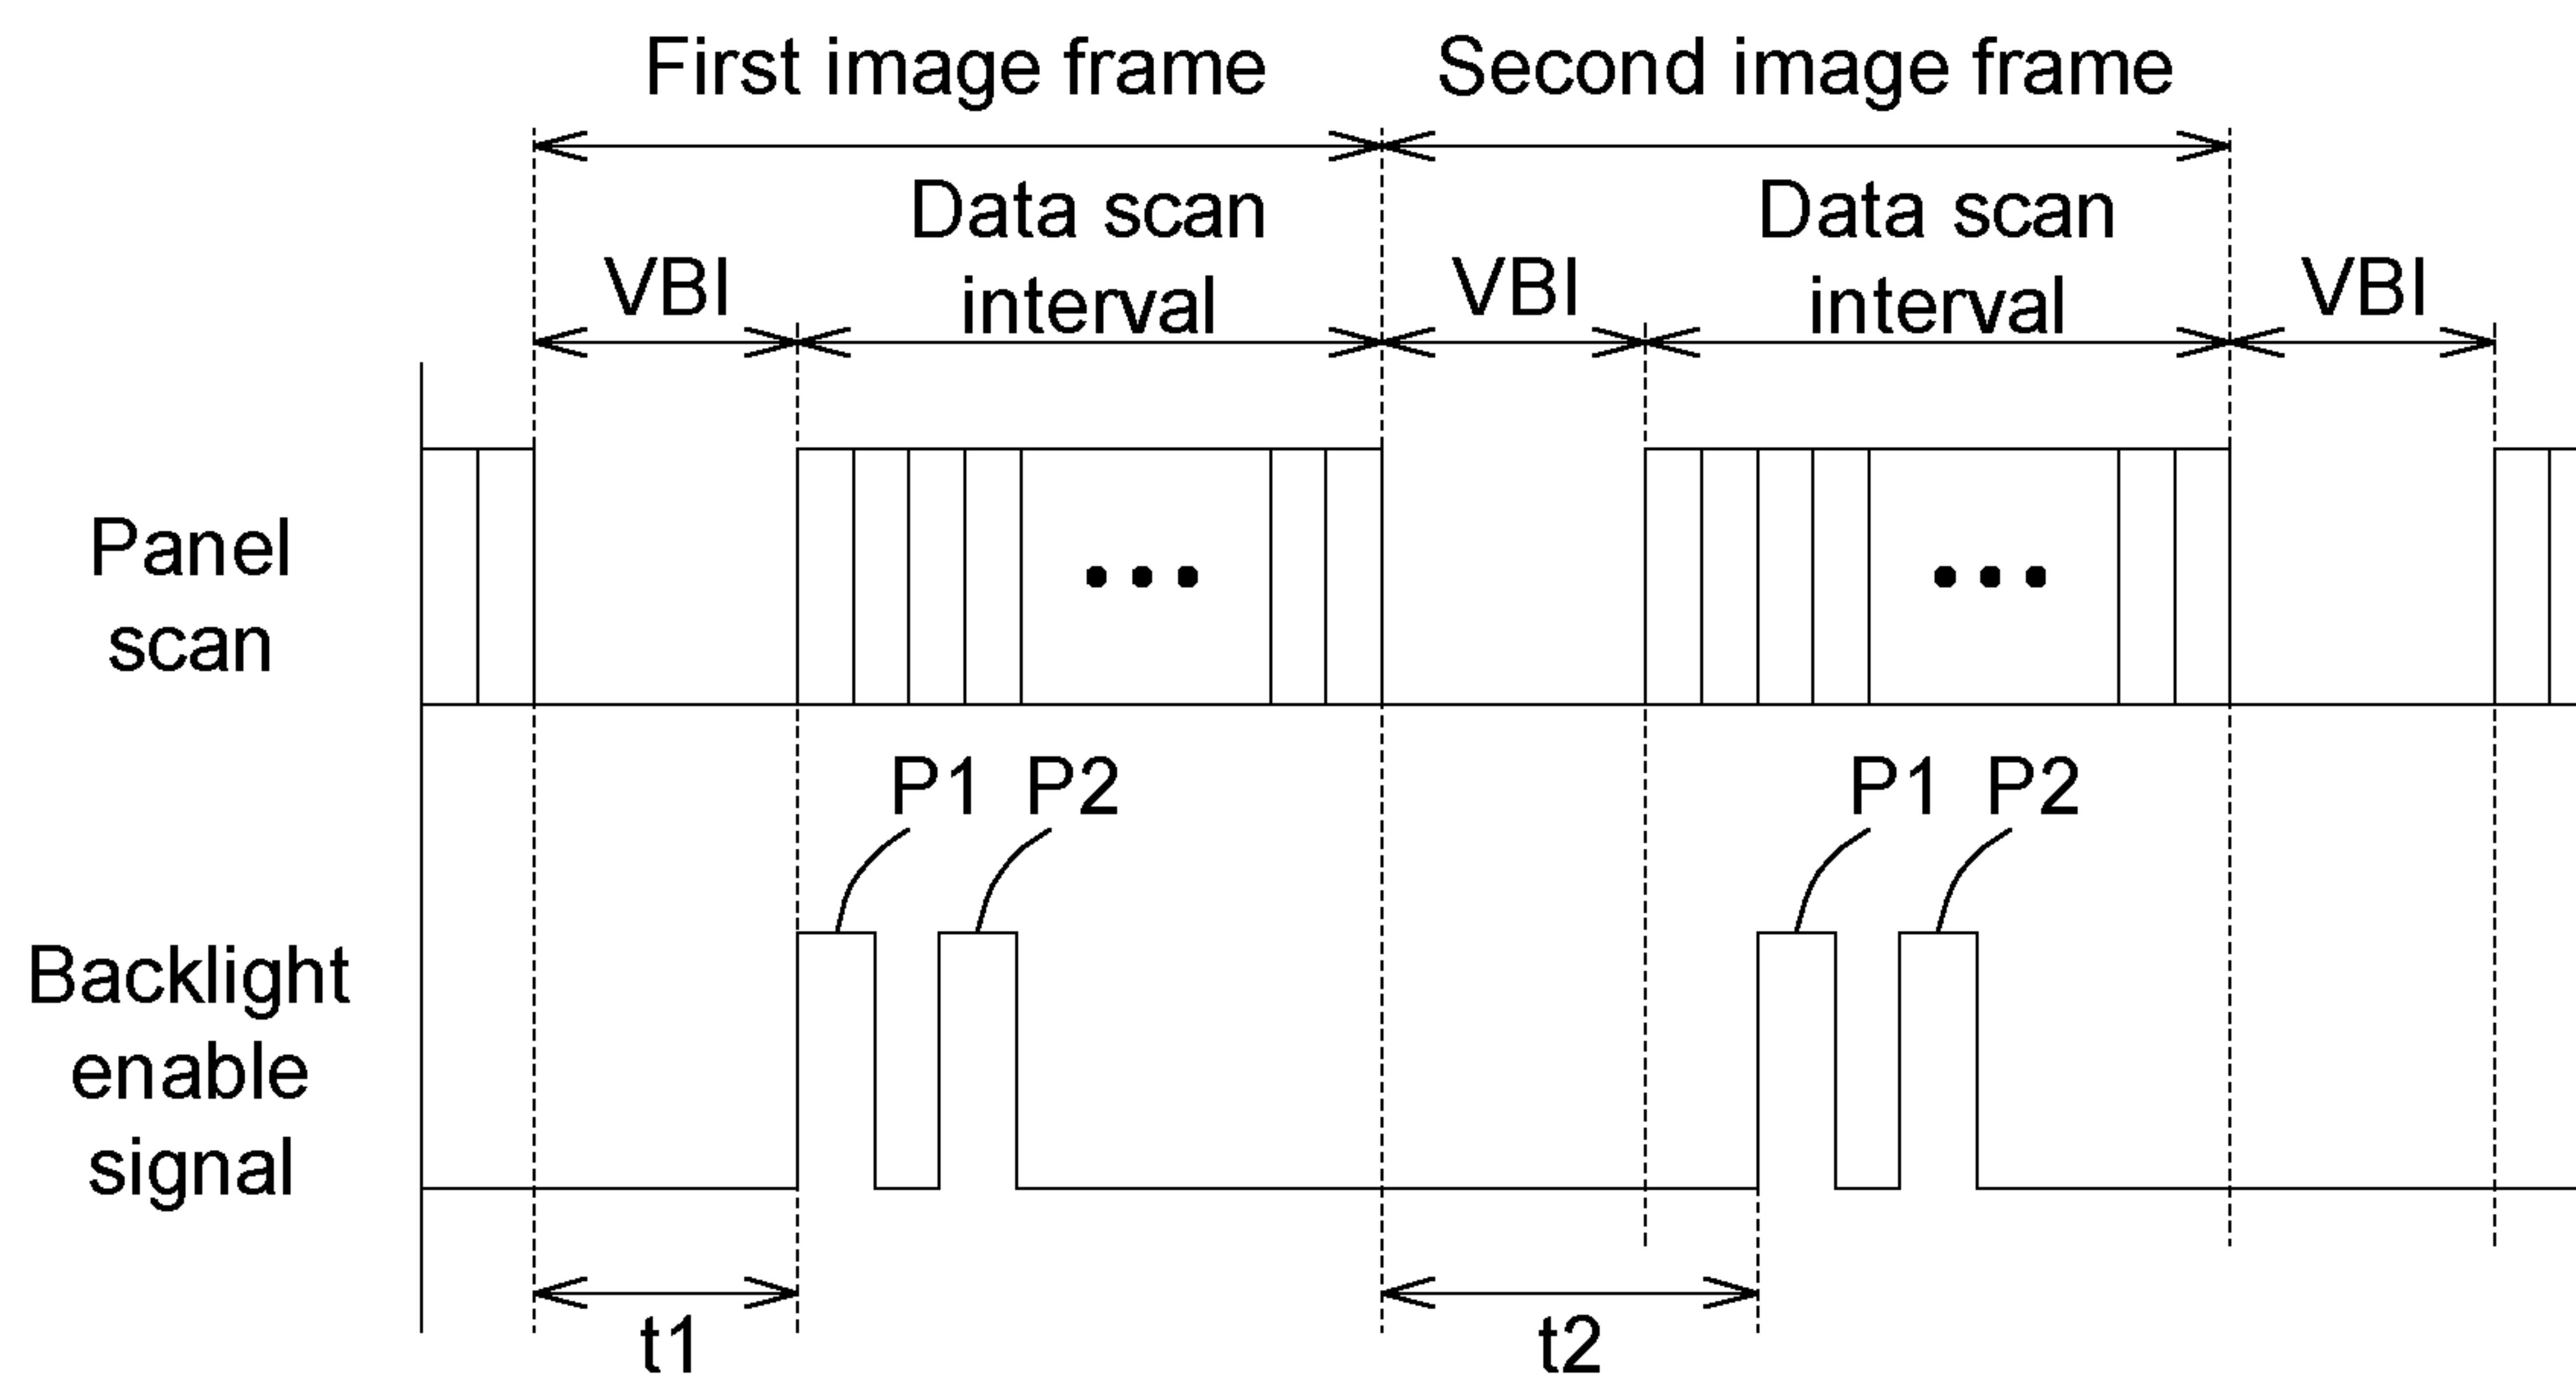 First image frame
Second image frame
Data scan
interval
Data scan
interval
VBI
VBI
VBI
Panel
scan
P1
P2
P1
P2
Backlight
enable
signal
t1
t2